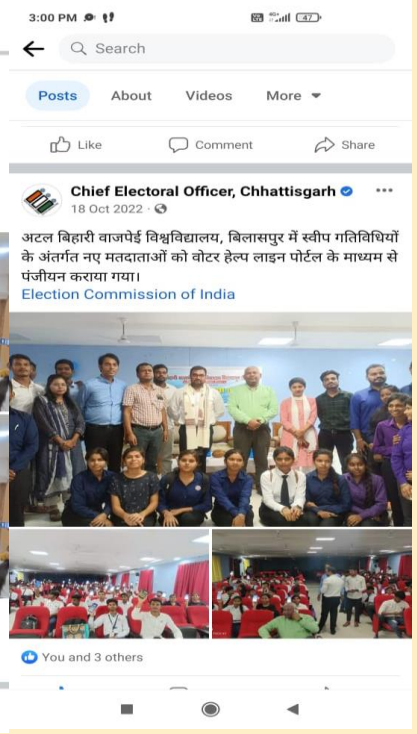 3:00 PM
47
Search
Posts About Videos More
Like Comment Share
Chief Electoral Officer, Chhattisgarh
18 Oct 2022
अटल बिहारी वाजपेई विश्वविद्यालय, बिलासपुर में स्वीप गतिविधियों
के अंतर्गत नए मतदाताओं को वोटर हेल्प लाइन पोर्टल के माध्यम से
पंजीयन कराया गया।
Election Commission of India
You and 3 others